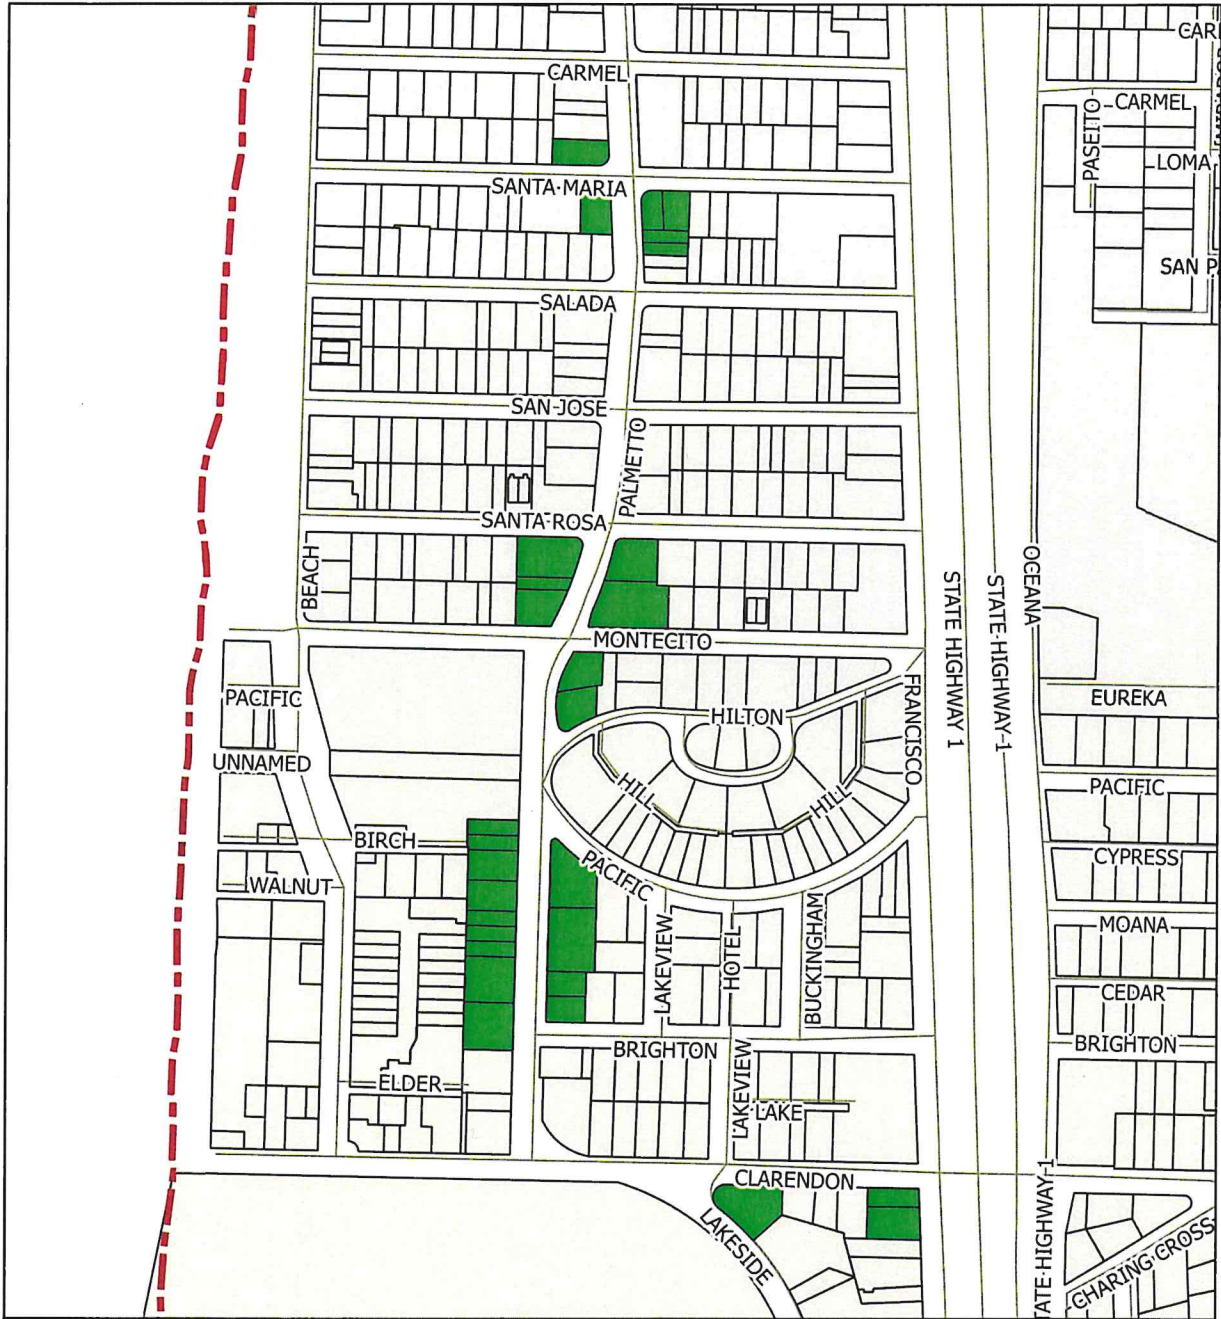 CARMEL
CARMEL
PASEITO
LOMA
SANTA MARIA
SAN P
SALADA
SAN JOSE
PALMETTO
SANTA ROSA
BEACH
STATE HIGHWAY 1
STATE HIGHWAY 1
OCEANA
MONTECITO
PACIFIC
EUREKA
FRANCISCO
HILTON
UNNAMED
HILL
HILL
PACIFIC
BIRCH
CYPRESS
PACIFIC
WALNUT
LAKEVIEW
HOTEL
BUCKINGHAM
MOANA
CEDAR
BRIGHTON
BRIGHTON
ELDER
LAKEVIEW
LAKE
CLARENDON
LAKESIDE
TATE HIGHWAY 1
CHARING CROSS